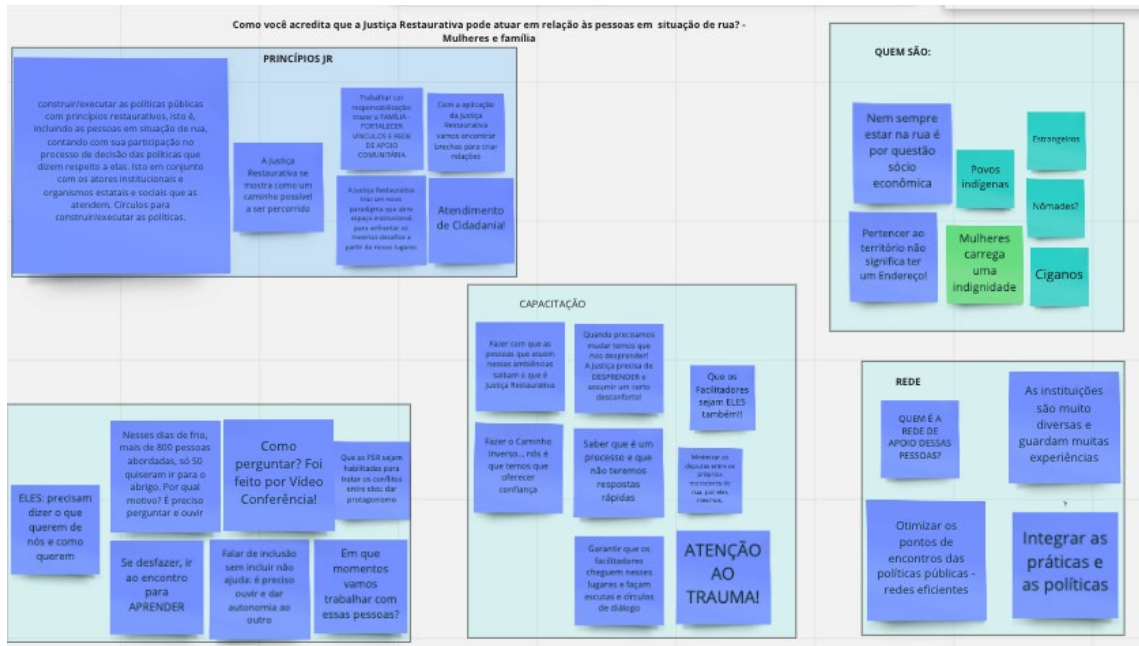 Como você acredita que a Justiça Restaurativa pode atuar em relação às pessoas em situação de rua? -
Mulheres e família
PRINCÍPIOS JR
construir/executar as políticas públicas
com princípios restaurativos, isto é,
incluindo as pessoas em situação de rua,
contando com sua participação no
processo de decisão das políticas que
dizem respeito a elas. Isto em conjunto
com os atores institucionais e
organismos estatais e sociais que as
atendem. Círculos para
construir/executar as políticas.
A Justiça
Restaurativa se
mostra como um
caminho possível
a ser percorrido
Trabalhar
responsabilização
trazer a FAMÍLIA -
FORTALECER
VÍNCULOS E REDE
DE APOIO
COMUNITÁRIA
Com a aplicação
da Justiça
Restaurativa
vamos encontrar
brechas para criar
relações
A Justiça Restaurativa
traz um novo
paradigma que abre
espaço institucional
para enfrentar os
mesmos desafios a
partir de novos lugares
Atendimento
de Cidadania!
QUEM SÃO:
Nem sempre
estar na rua é
por questão
sócio
econômica
Povos
indígenas
Estrangeiros
Nômades?
Pertencer ao
território não
significa ter
um Endereço!
Mulheres
carrega
uma
indignidade
Ciganos
CAPACITAÇÃO
Fazer com que as
pessoas que atuem
nessas ambiências
saibam o que é
Justiça Restaurativa
Quando precisamos
mudar temos que
nos desprender!
A Justiça precisa de
DESPRENDER e
assumir um certo
desconforto!
Que os
Facilitadores
sejam ELES
também!!
Fazer o Caminho
Inverso... nós é
que temos que
oferecer
confiança
Saber que é um
processo e que
não teremos
respostas
rápidas
disputas entre os
próprios
moradores de
rua, por eles
mesmos.
Garantir que os
facilitadores
cheguem nesses
lugares e façam
escutas e círculos
de diálogo
ATENÇÃO
AO
TRAUMA!
REDE
QUEM É A
REDE DE
APOIO DESSAS
PESSOAS?
As instituições
são muito
diversas e
guardam muitas
experiências
Otimizar os
pontos de
encontros das
políticas públicas -
redes eficientes
Integrar as
práticas e
as políticas
ELES: precisam
dizer o que
querem de
nós e como
querem
Nesses dias de frio,
mais de 800 pessoas
abordadas, só 50
quiseram ir para o
abrigo. Por qual
motivo? É preciso
perguntar e ouvir
Como
perguntar? Foi
feito por Vídeo
Conferência!
Que as PSR sejam
habilitadas para
tratar os conflitos
entre eles: dar
protagonismo
Se desfazer, ir
ao encontro
para
APRENDER
Falar de inclusão
sem incluir não
ajuda: é preciso
ouvir e dar
autonomia ao
outro
Em que
momentos
vamos
trabalhar com
essas pessoas?